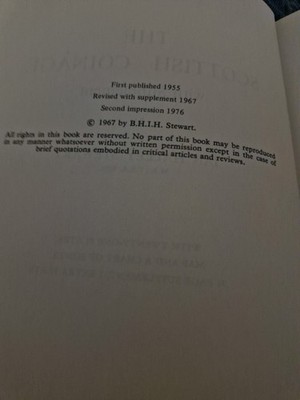 First published 1955
Revised with supplement 1967
Second impression 1976
© 1967 by B.H.I.H. Stewart.
All rights in this book are reserved. No part of this book may be reproduced
in any manner whatsoever without written permission except in the case of
brief quotations embodied in critical articles and reviews.